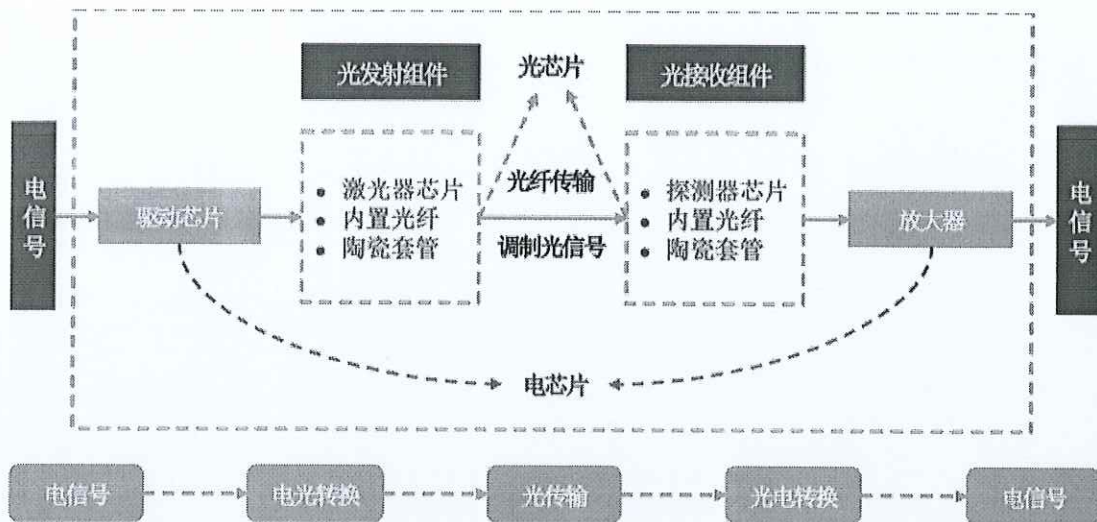 光发射组件
光芯片
光接收组件
电信号
驱动芯片
• 激光器芯片
• 内置光纤
• 陶瓷套管
光纤传输
调制光信号
• 探测器芯片
• 内置光纤
• 陶瓷套管
放大器
电信号
电芯片
电信号
电光转换
光传输
光电转换
电信号